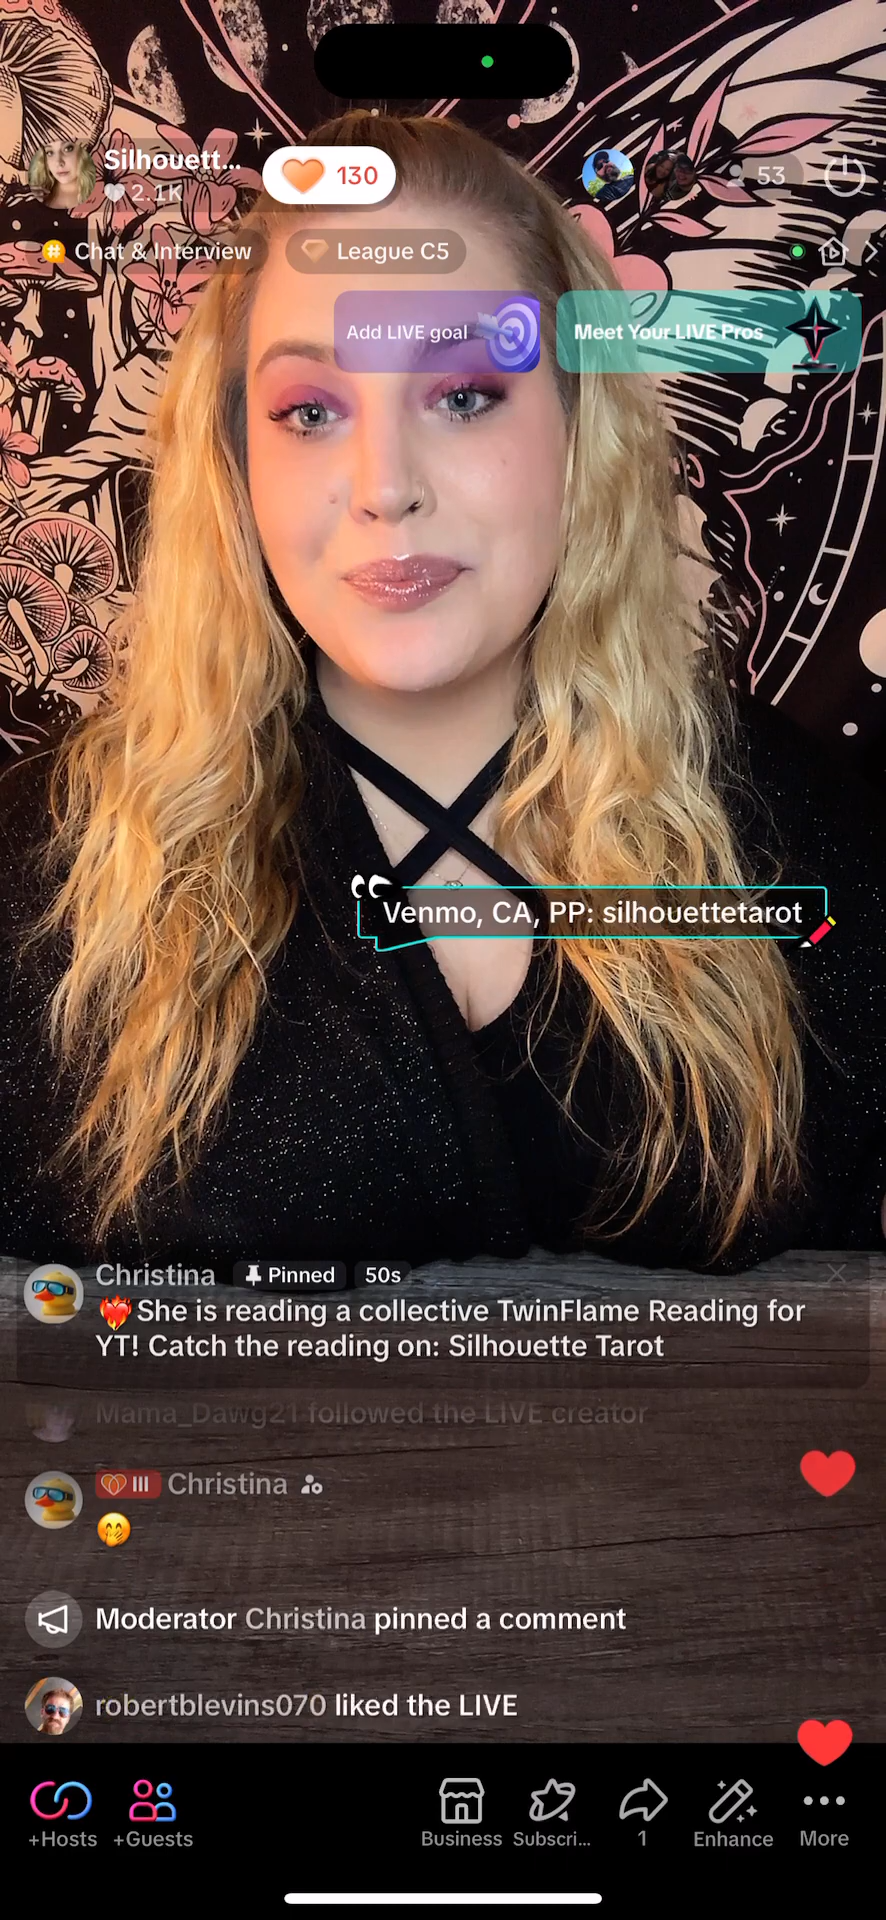 Silhouett...
2.1K
130
53
Chat & Interview
League C5
Add LIVE goal
Meet Your LIVE Pros
Venmo, CA, PP: silhouettetarot
Christina
Pinned
50s
❤️‍🔥She is reading a collective TwinFlame Reading for
YT! Catch the reading on: Silhouette Tarot
Mama_Dawg21 followed the LIVE creator
III Christina
🤭
Moderator Christina pinned a comment
robertblevins070 liked the LIVE
+Hosts
+Guests
Business
Subscri...
1
Enhance
More